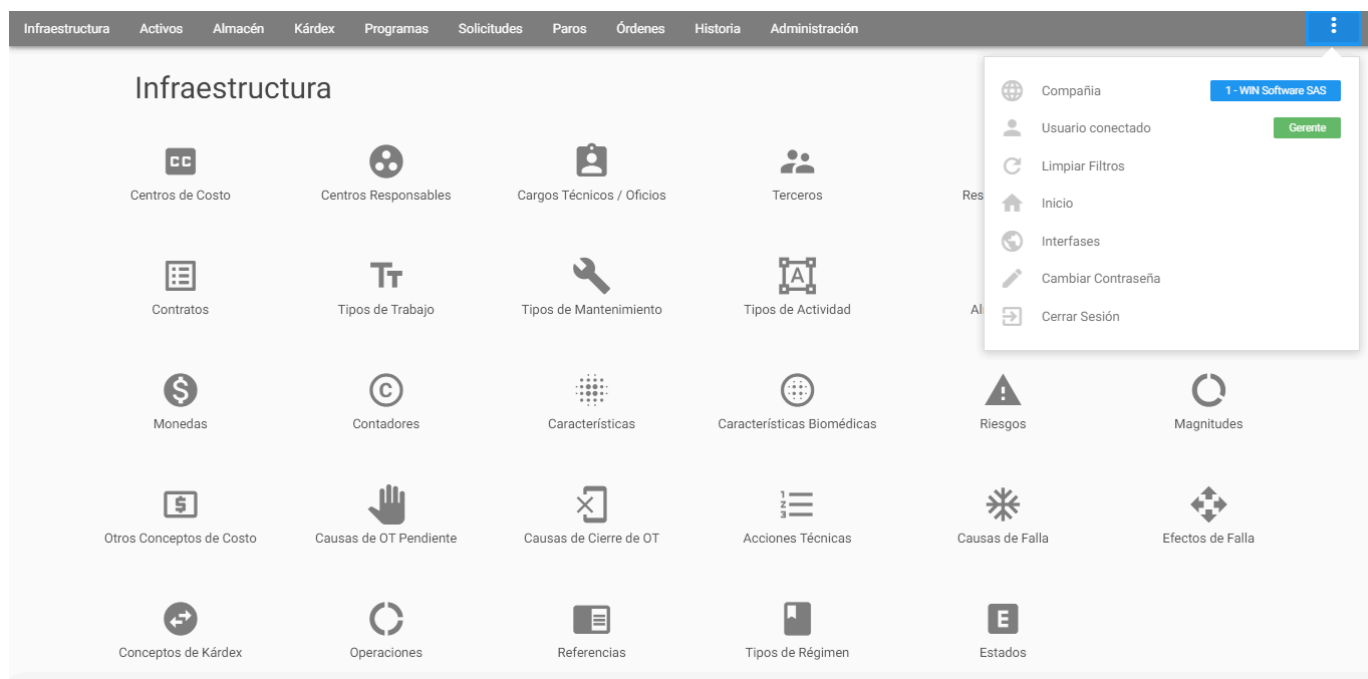 Infraestructura Activos Almacén Kárdex Programas Solicitudes Paros Órdenes Historia Administración
Infraestructura
Compañia 1 - WIN Software SAS
Usuario conectado Gerente
Limpiar Filtros
Inicio
Interfases
Cambiar Contraseña
Cerrar Sesión
CC
Centros de Costo Centros Responsables Cargos Técnicos / Oficios Terceros Res
Contratos Tipos de Trabajo Tipos de Mantenimiento Tipos de Actividad Al
Monedas Contadores Características Características Biomédicas Riesgos Magnitudes
Otros Conceptos de Costo Causas de OT Pendiente Causas de Cierre de OT Acciones Técnicas Causas de Falla Efectos de Falla
E
Conceptos de Kárdex Operaciones Referencias Tipos de Régimen Estados